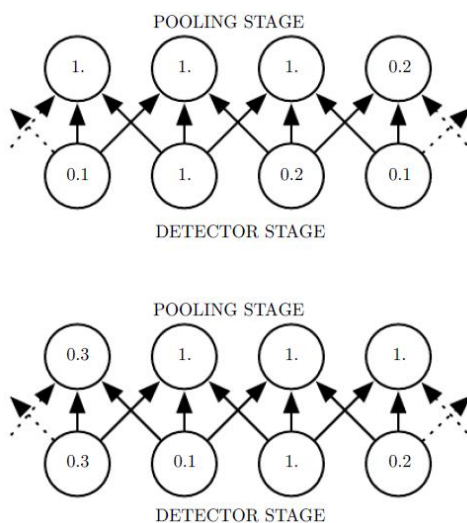 POOLING STAGE
1. 1. 1. 0.2
0.1 1. 0.2 0.1
DETECTOR STAGE
POOLING STAGE
0.3 1. 1. 1.
0.3 0.1 1. 0.2
DETECTOR STAGE